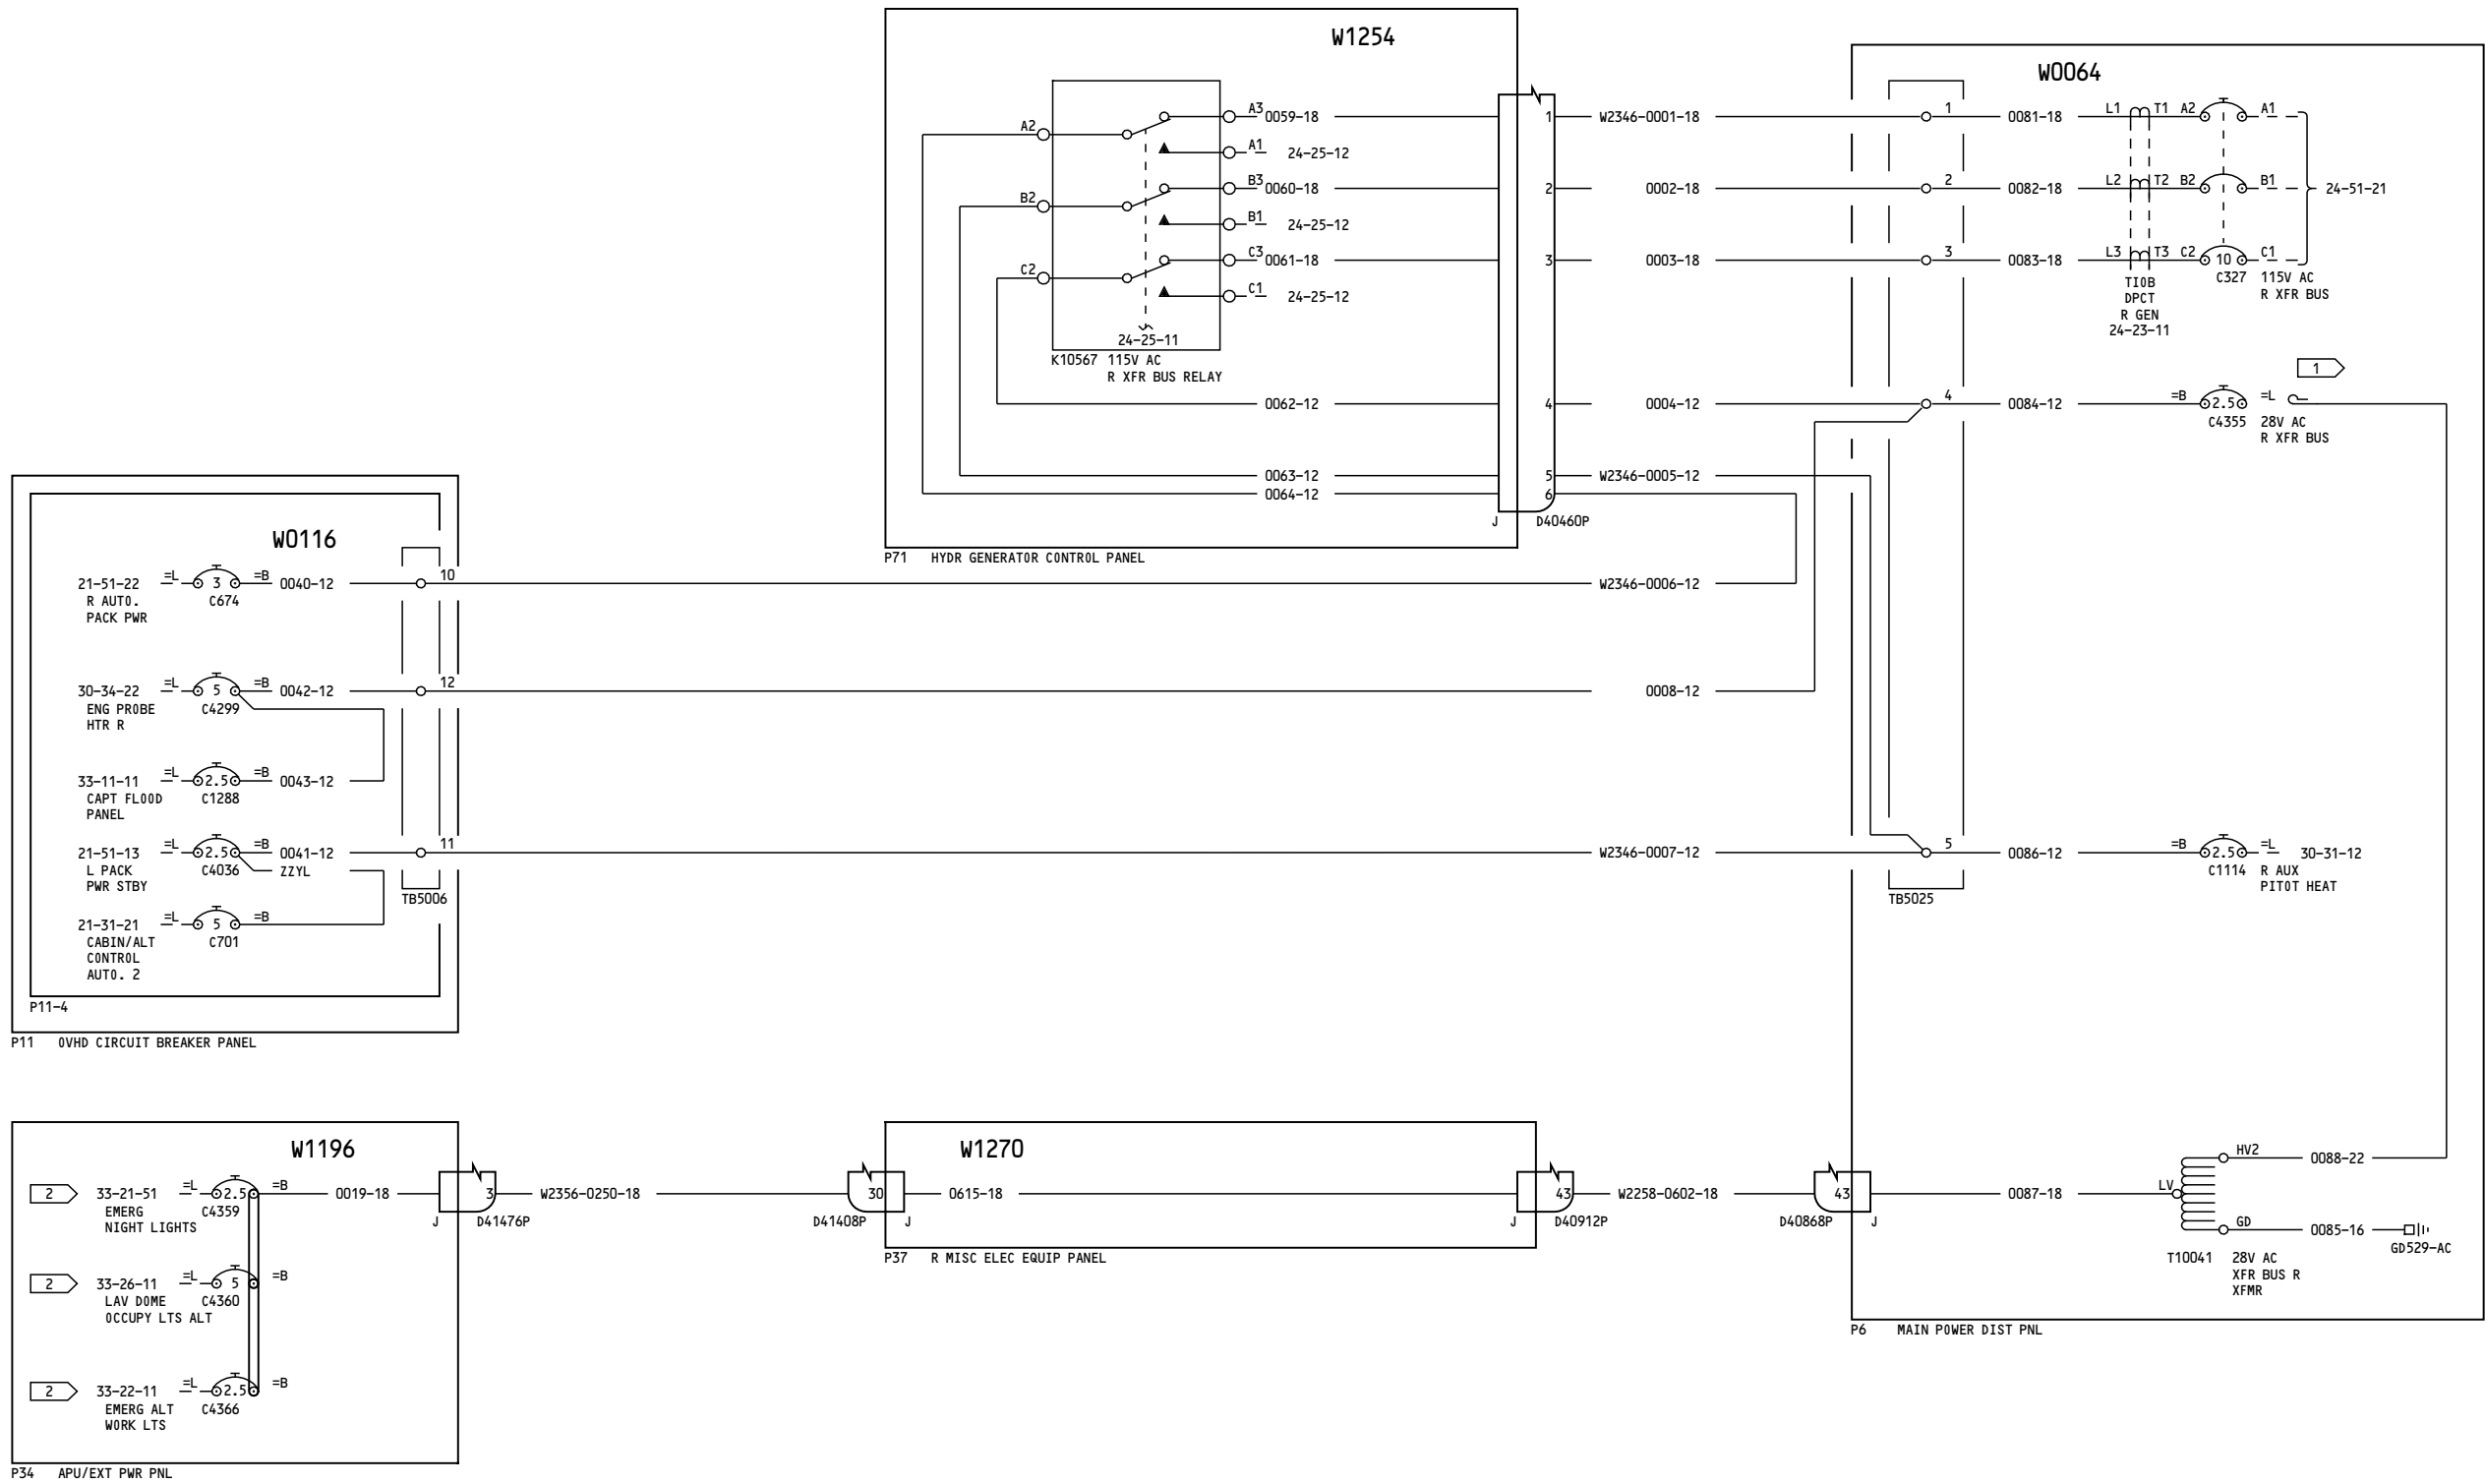 W1254
A2
A3 0059-18
A1 24-25-12
B2
B3 0060-18
B1 24-25-12
C2
C3 0061-18
C1 24-25-12
24-25-11
K10567 115V AC
R XFR BUS RELAY
0062-12
0063-12
0064-12
1
2
3
4
5
6
J D40460P
P71 HYDR GENERATOR CONTROL PANEL
W2346-0001-18
0002-18
0003-18
0004-12
W2346-0005-12
W2346-0006-12
0008-12
W2346-0007-12
W0064
1 0081-18 L1 T1 A2 A1
2 0082-18 L2 T2 B2 B1 24-51-21
3 0083-18 L3 T3 C2 10 C1
TI0B
DPCT
R GEN
24-23-11
C327 115V AC
R XFR BUS
1
4 0084-12 =B 2.5 =L
C4355 28V AC
R XFR BUS
5 0086-12 =B 2.5 =L 30-31-12
C1114 R AUX
PITOT HEAT
TB5025
W0116
21-51-22 =L 3 =B 0040-12 10
R AUTO.
PACK PWR
C674
30-34-22 =L 5 =B 0042-12 12
ENG PROBE
HTR R
C4299
33-11-11 =L 2.5 =B 0043-12
CAPT FLOOD
PANEL
C1288
21-51-13 =L 2.5 =B 0041-12 11
L PACK
PWR STBY
C4036 ZZYL
TB5006
21-31-21 =L 5 =B
CABIN/ALT
CONTROL
AUTO. 2
C701
P11-4
P11 OVHD CIRCUIT BREAKER PANEL
W1196
2 33-21-51 =L 2.5 =B 0019-18
EMERG
NIGHT LIGHTS
C4359
3
J D41476P
2 33-26-11 =L 5 =B
LAV DOME
OCCUPY LTS ALT
C4360
2 33-22-11 =L 2.5 =B
EMERG ALT
WORK LTS
C4366
P34 APU/EXT PWR PNL
W2356-0250-18
W1270
30 0615-18 43
D41408P J
J D40912P
P37 R MISC ELEC EQUIP PANEL
W2258-0602-18
43
D40868P J
0087-18 LV
HV2 0088-22
GD 0085-16
GD529-AC
T10041 28V AC
XFR BUS R
XFMR
P6 MAIN POWER DIST PNL